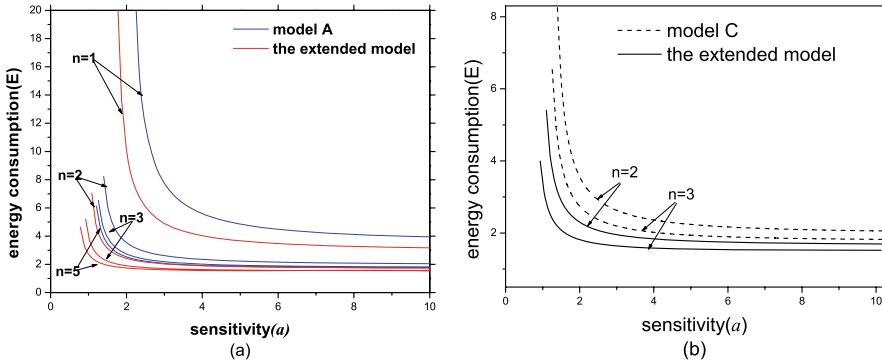 20
18
16
14
12
10
8
6
4
2
0
energy consumption(E)
model A
the extended model
n=1
n=2
n=3
n=5
0 2 4 6 8 10
sensitivity(a)
(a)
8
6
4
2
energy consumption(E)
model C
the extended model
n=2
n=3
0 2 4 6 8 10
sensitivity(a)
(b)